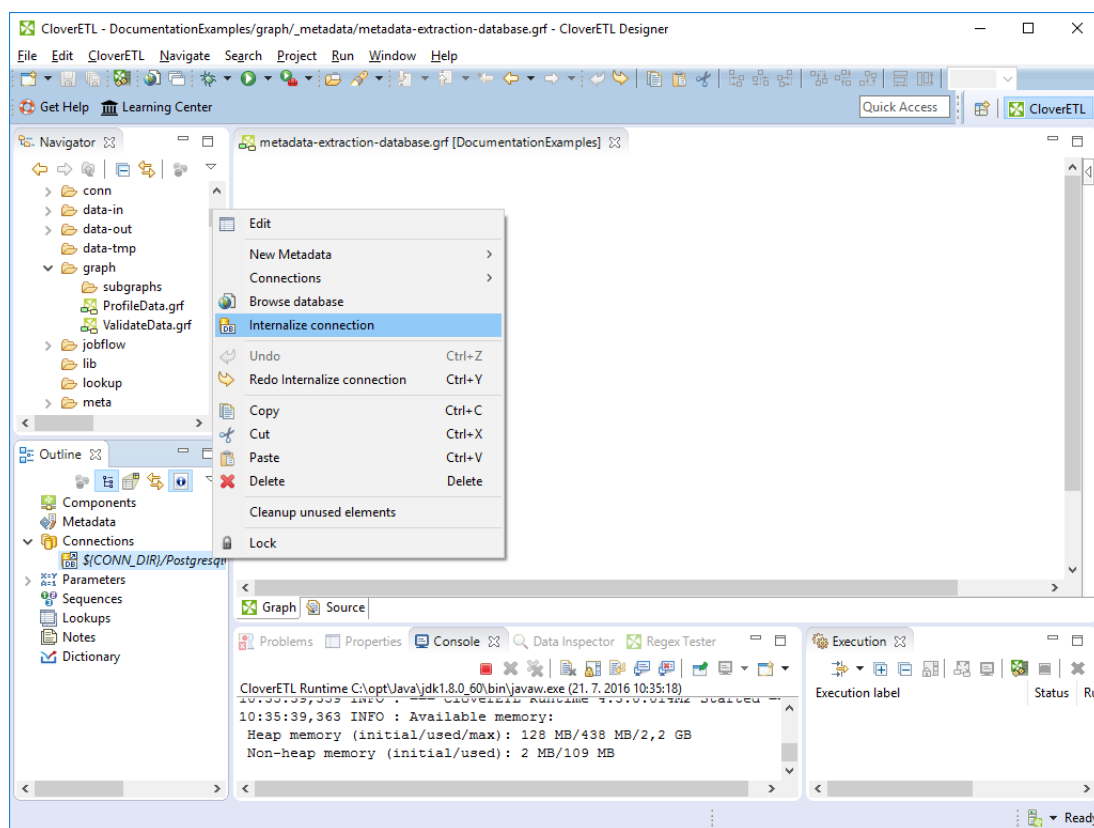 CloverETL - DocumentationExamples/graph/_metadata/metadata-extraction-database.grf - CloverETL Designer
File Edit CloverETL Navigate Search Project Run Window Help
Get Help Learning Center
Quick Access
CloverETL
Navigator
conn
data-in
data-out
data-tmp
graph
subgraphs
ProfileData.grf
ValidateData.grf
jobflow
lib
lookup
meta
metadata-extraction-database.grf [DocumentationExamples]
Edit
New Metadata
Connections
Browse database
Internalize connection
Undo Ctrl+Z
Redo Internalize connection Ctrl+Y
Copy Ctrl+C
Cut Ctrl+X
Paste Ctrl+V
Delete Delete
Cleanup unused elements
Lock
Outline
Components
Metadata
Connections
${CONN_DIR}/Postgresql
Parameters
Sequences
Lookups
Notes
Dictionary
Graph Source
Problems Properties Console Data Inspector Regex Tester
CloverETL Runtime C:\opt\Java\jdk1.8.0_60\bin\javaw.exe (21. 7. 2016 10:35:18)
10:35:39,363 INFO : Available memory:
Heap memory (initial/used/max): 128 MB/438 MB/2,2 GB
Non-heap memory (initial/used): 2 MB/109 MB
Execution
Execution label Status
Ready